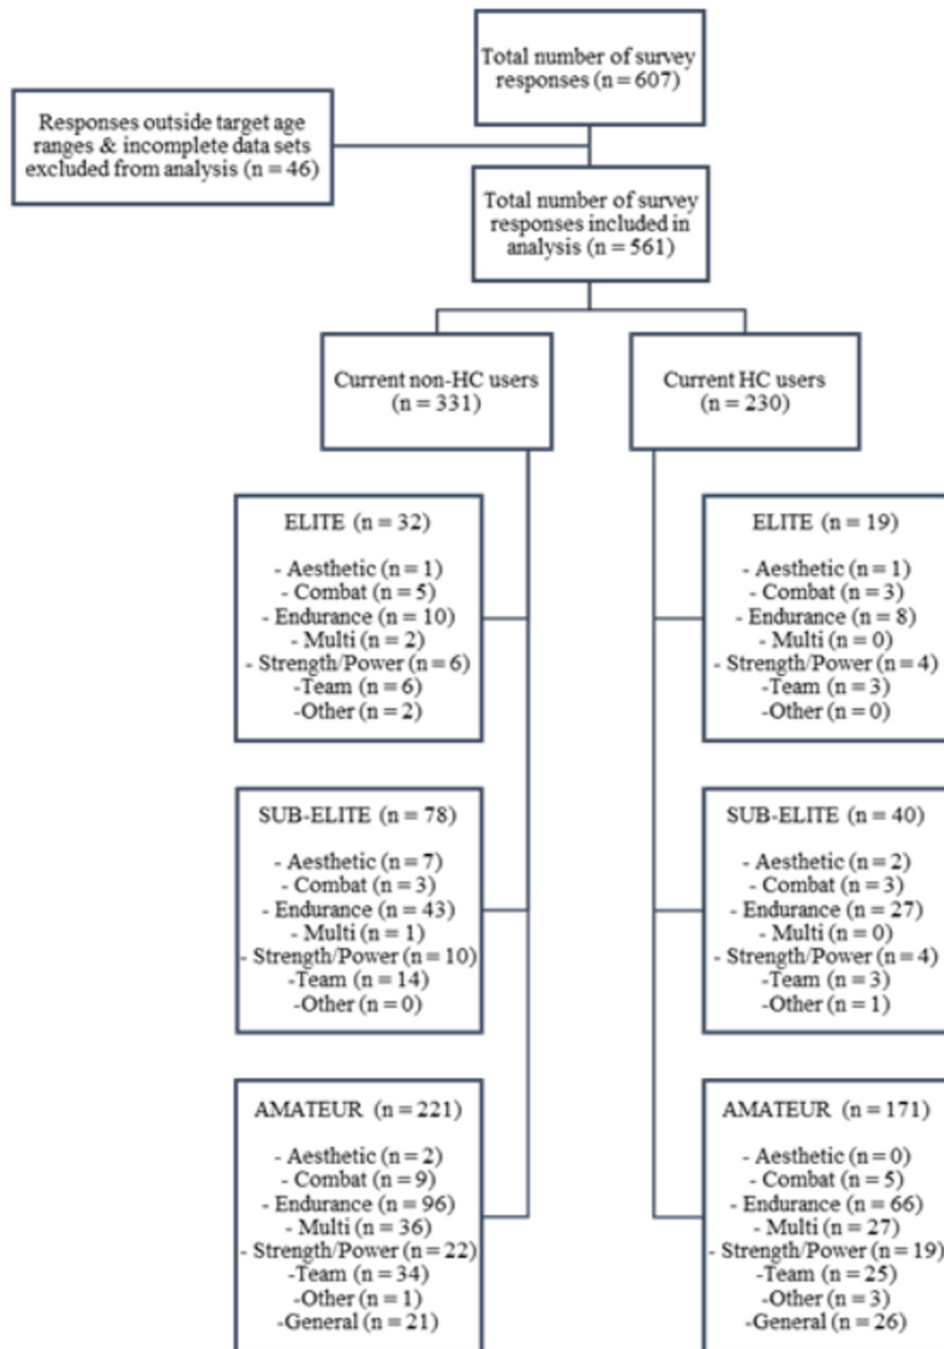 Total number of survey
responses (n = 607)
Responses outside target age
ranges & incomplete data sets
excluded from analysis (n = 46)
Total number of survey
responses included in
analysis (n = 561)
Current non-HC users
(n = 331)
Current HC users
(n = 230)
ELITE (n = 32)
- Aesthetic (n = 1)
- Combat (n = 5)
- Endurance (n = 10)
- Multi (n = 2)
- Strength/Power (n = 6)
-Team (n = 6)
-Other (n = 2)
ELITE (n = 19)
- Aesthetic (n = 1)
- Combat (n = 3)
- Endurance (n = 8)
- Multi (n = 0)
- Strength/Power (n = 4)
-Team (n = 3)
-Other (n = 0)
SUB-ELITE (n = 78)
- Aesthetic (n = 7)
- Combat (n = 3)
- Endurance (n = 43)
- Multi (n = 1)
- Strength/Power (n = 10)
-Team (n = 14)
-Other (n = 0)
SUB-ELITE (n = 40)
- Aesthetic (n = 2)
- Combat (n = 3)
- Endurance (n = 27)
- Multi (n = 0)
- Strength/Power (n = 4)
-Team (n = 3)
-Other (n = 1)
AMATEUR (n = 221)
- Aesthetic (n = 2)
- Combat (n = 9)
- Endurance (n = 96)
- Multi (n = 36)
- Strength/Power (n = 22)
-Team (n = 34)
-Other (n = 1)
-General (n = 21)
AMATEUR (n = 171)
- Aesthetic (n = 0)
- Combat (n = 5)
- Endurance (n = 66)
- Multi (n = 27)
- Strength/Power (n = 19)
-Team (n = 25)
-Other (n = 3)
-General (n = 26)